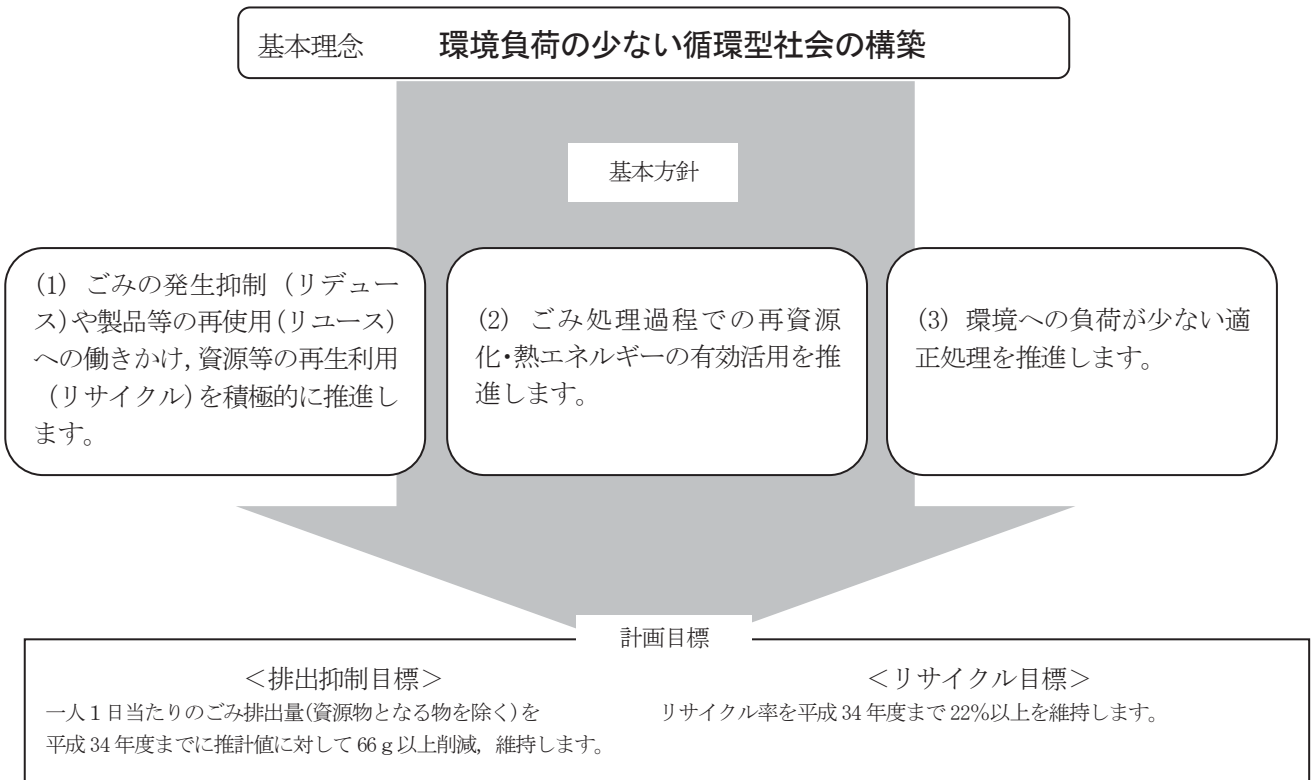 基本理念 環境負荷の少ない循環型社会の構築
基本方針
(1) ごみの発生抑制(リデュー
ス)や製品等の再使用(リユース)
への働きかけ,資源等の再生利用
(リサイクル)を積極的に推進し
ます。
(2) ごみ処理過程での再資源
化・熱エネルギーの有効活用を推
進します。
(3) 環境への負荷が少ない適
正処理を推進します。
計画目標
<排出抑制目標>
一人1日当たりのごみ排出量(資源物となる物を除く)を
平成34年度までに推計値に対して66g以上削減,維持します。
<リサイクル目標>
リサイクル率を平成34年度まで22%以上を維持します。